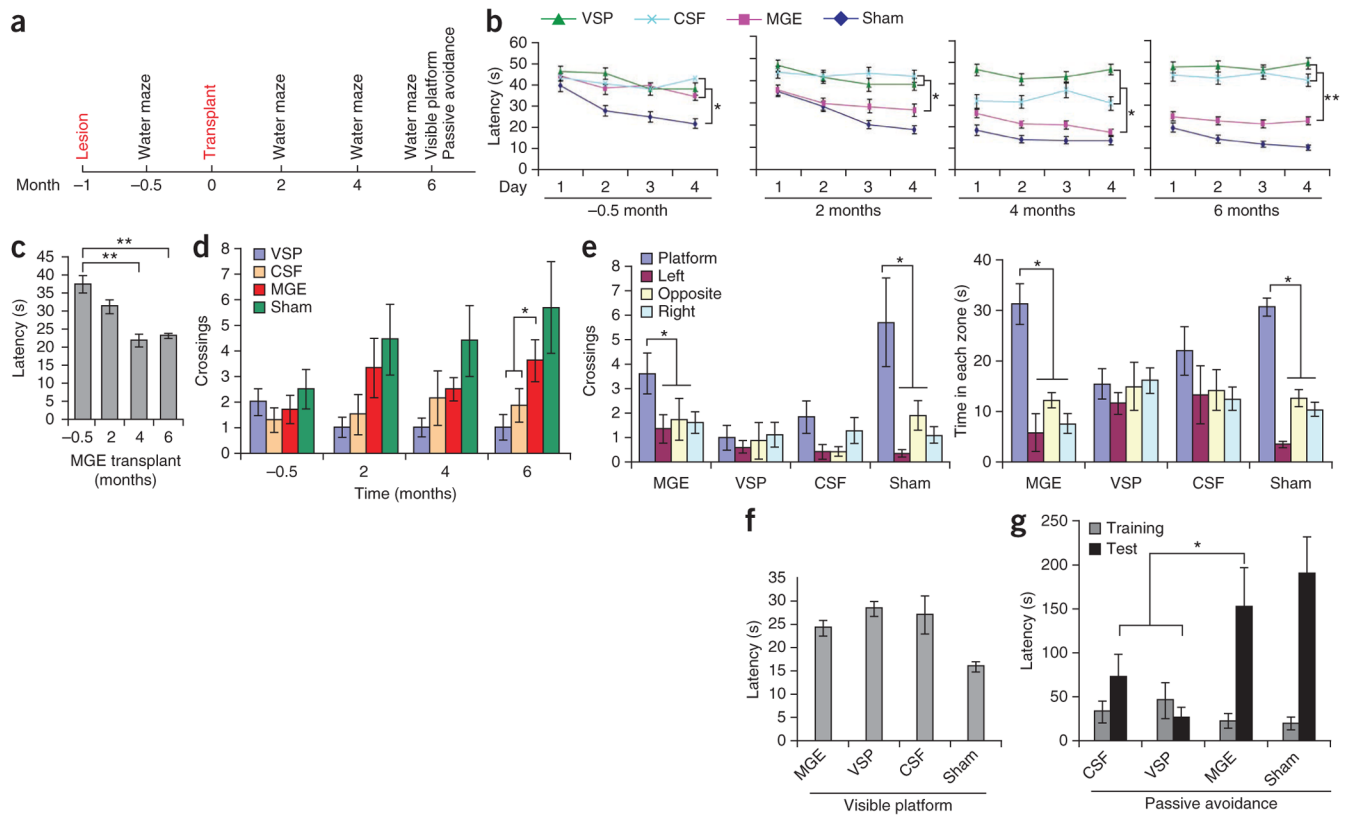 a
Lesion
Water maze
Transplant
Water maze
Water maze
Water maze
Visible platform
Passive avoidance
Month
–1 –0.5 0 2 4 6
b
VSP CSF MGE Sham
Latency (s)
60
50
40
30
20
10
0
* * * **
Day 1 2 3 4 1 2 3 4 1 2 3 4 1 2 3 4
–0.5 month 2 months 4 months 6 months
c
Latency (s)
45
40
35
30
25
20
15
10
5
0
**
**
–0.5 2 4 6
MGE transplant
(months)
d
Crossings
8
7
6
5
4
3
2
1
0
VSP
CSF
MGE
Sham
*
–0.5 2 4 6
Time (months)
e
Crossings
8
7
6
5
4
3
2
1
0
Platform
Left
Opposite
Right
* *
MGE VSP CSF Sham
Time in each zone (s)
40
30
20
10
0
* *
MGE VSP CSF Sham
f
Latency (s)
35
30
25
20
15
10
5
0
MGE VSP CSF Sham
Visible platform
g
Latency (s)
250
200
150
100
50
0
Training
Test
*
CSF VSP MGE Sham
Passive avoidance